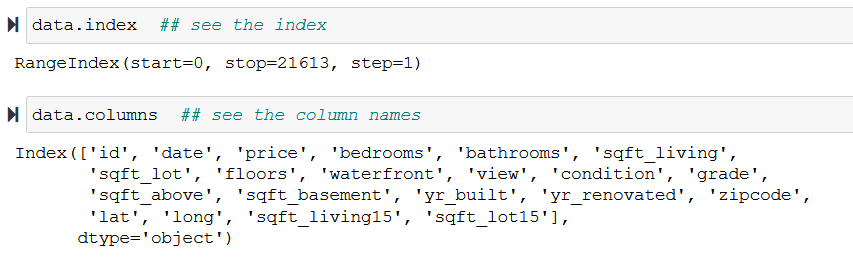 data.index  ## see the index
RangeIndex(start=0, stop=21613, step=1)
data.columns  ## see the column names
Index(['id', 'date', 'price', 'bedrooms', 'bathrooms', 'sqft_living',
       'sqft_lot', 'floors', 'waterfront', 'view', 'condition', 'grade',
       'sqft_above', 'sqft_basement', 'yr_built', 'yr_renovated', 'zipcode',
       'lat', 'long', 'sqft_living15', 'sqft_lot15'],
      dtype='object')